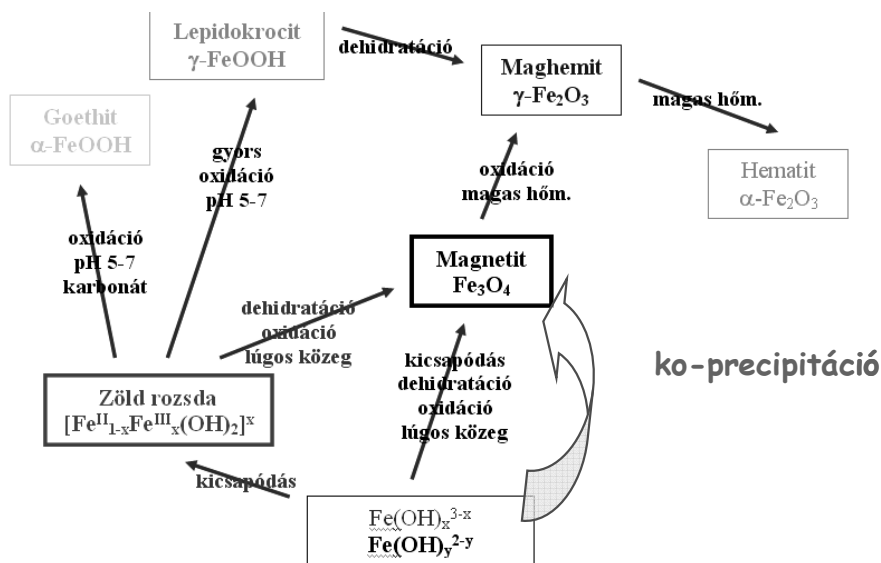 Lepidokrocit
γ-FeOOH
dehidratáció
Maghemit
γ-Fe₂O₃
magas hőm.
Goethit
α-FeOOH
gyors
oxidáció
pH 5-7
oxidáció
magas hőm.
Hematit
α-Fe₂O₃
oxidáció
pH 5-7
karbonát
Magnetit
Fe₃O₄
dehidratáció
oxidáció
lúgos közeg
kicsapódás
dehidratáció
oxidáció
lúgos közeg
ko-precipitáció
Zöld rozsda
[Feᴵᴵ₁₋ₓFeᴵᴵᴵₓ(OH)₂]ˣ
kicsapódás
Fe(OH)ₓ³⁻ˣ
Fe(OH)y²⁻ʸ